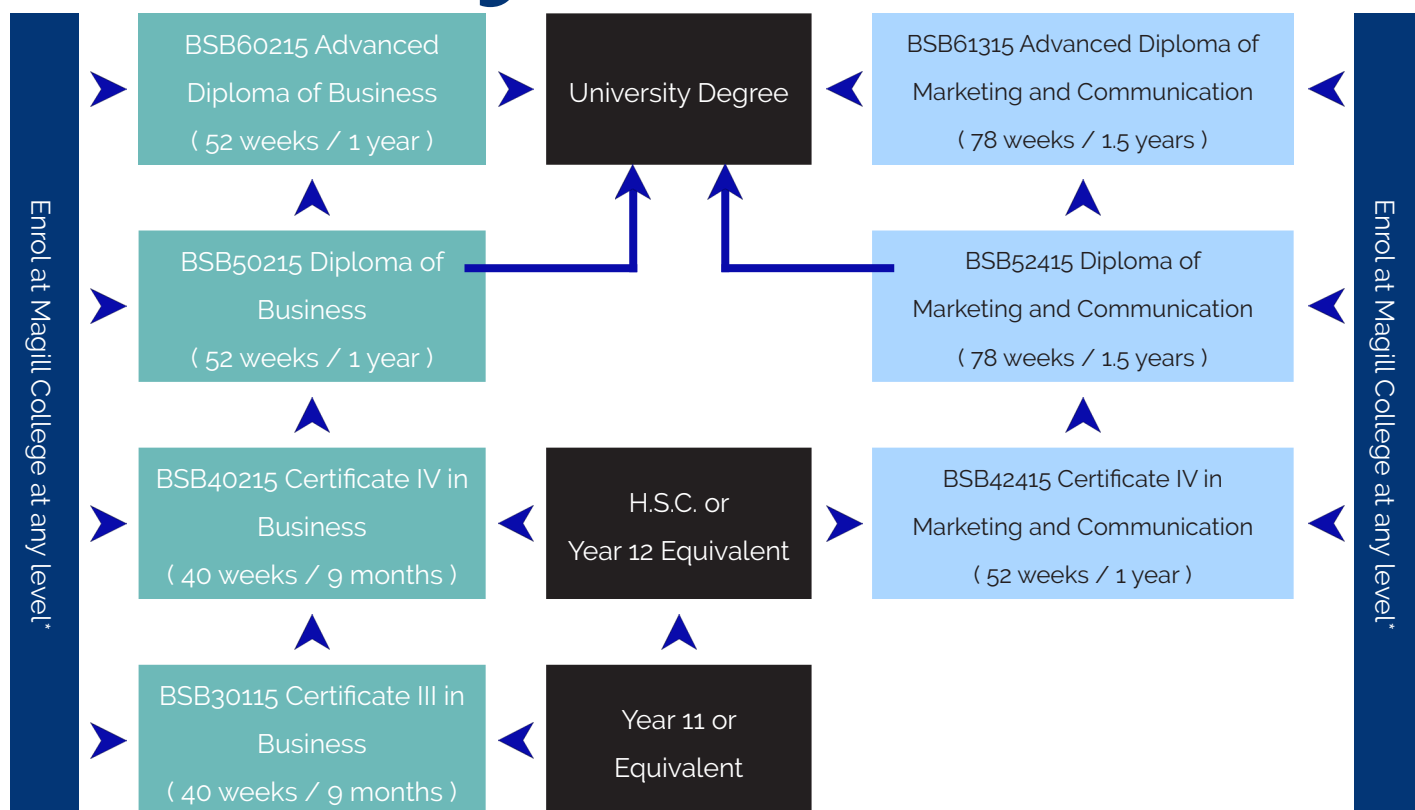 Enrol at Magill College at any level*
BSB60215 Advanced
Diploma of Business
( 52 weeks / 1 year )
University Degree
BSB61315 Advanced Diploma of
Marketing and Communication
( 78 weeks / 1.5 years )
BSB50215 Diploma of
Business
( 52 weeks / 1 year )
BSB52415 Diploma of
Marketing and Communication
( 78 weeks / 1.5 years )
BSB40215 Certificate IV in
Business
( 40 weeks / 9 months )
H.S.C. or
Year 12 Equivalent
BSB42415 Certificate IV in
Marketing and Communication
( 52 weeks / 1 year )
BSB30115 Certificate III in
Business
( 40 weeks / 9 months )
Year 11 or
Equivalent
Enrol at Magill College at any level*